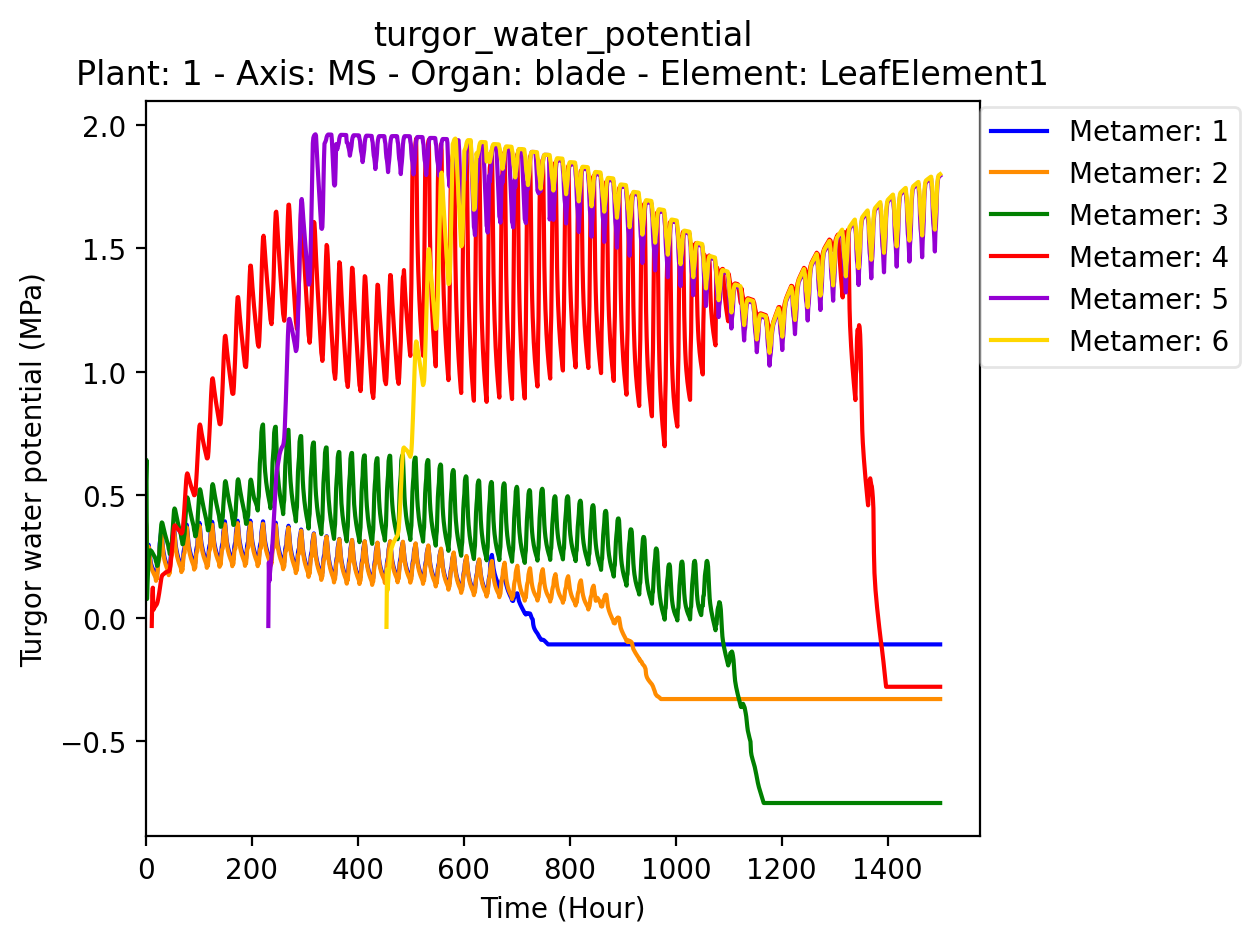 turgor_water_potential
Plant: 1 - Axis: MS - Organ: blade - Element: LeafElement1
Turgor water potential (MPa)
2.0
1.5
1.0
0.5
0.0
−0.5
0 200 400 600 800 1000 1200 1400
Time (Hour)
Metamer: 1
Metamer: 2
Metamer: 3
Metamer: 4
Metamer: 5
Metamer: 6